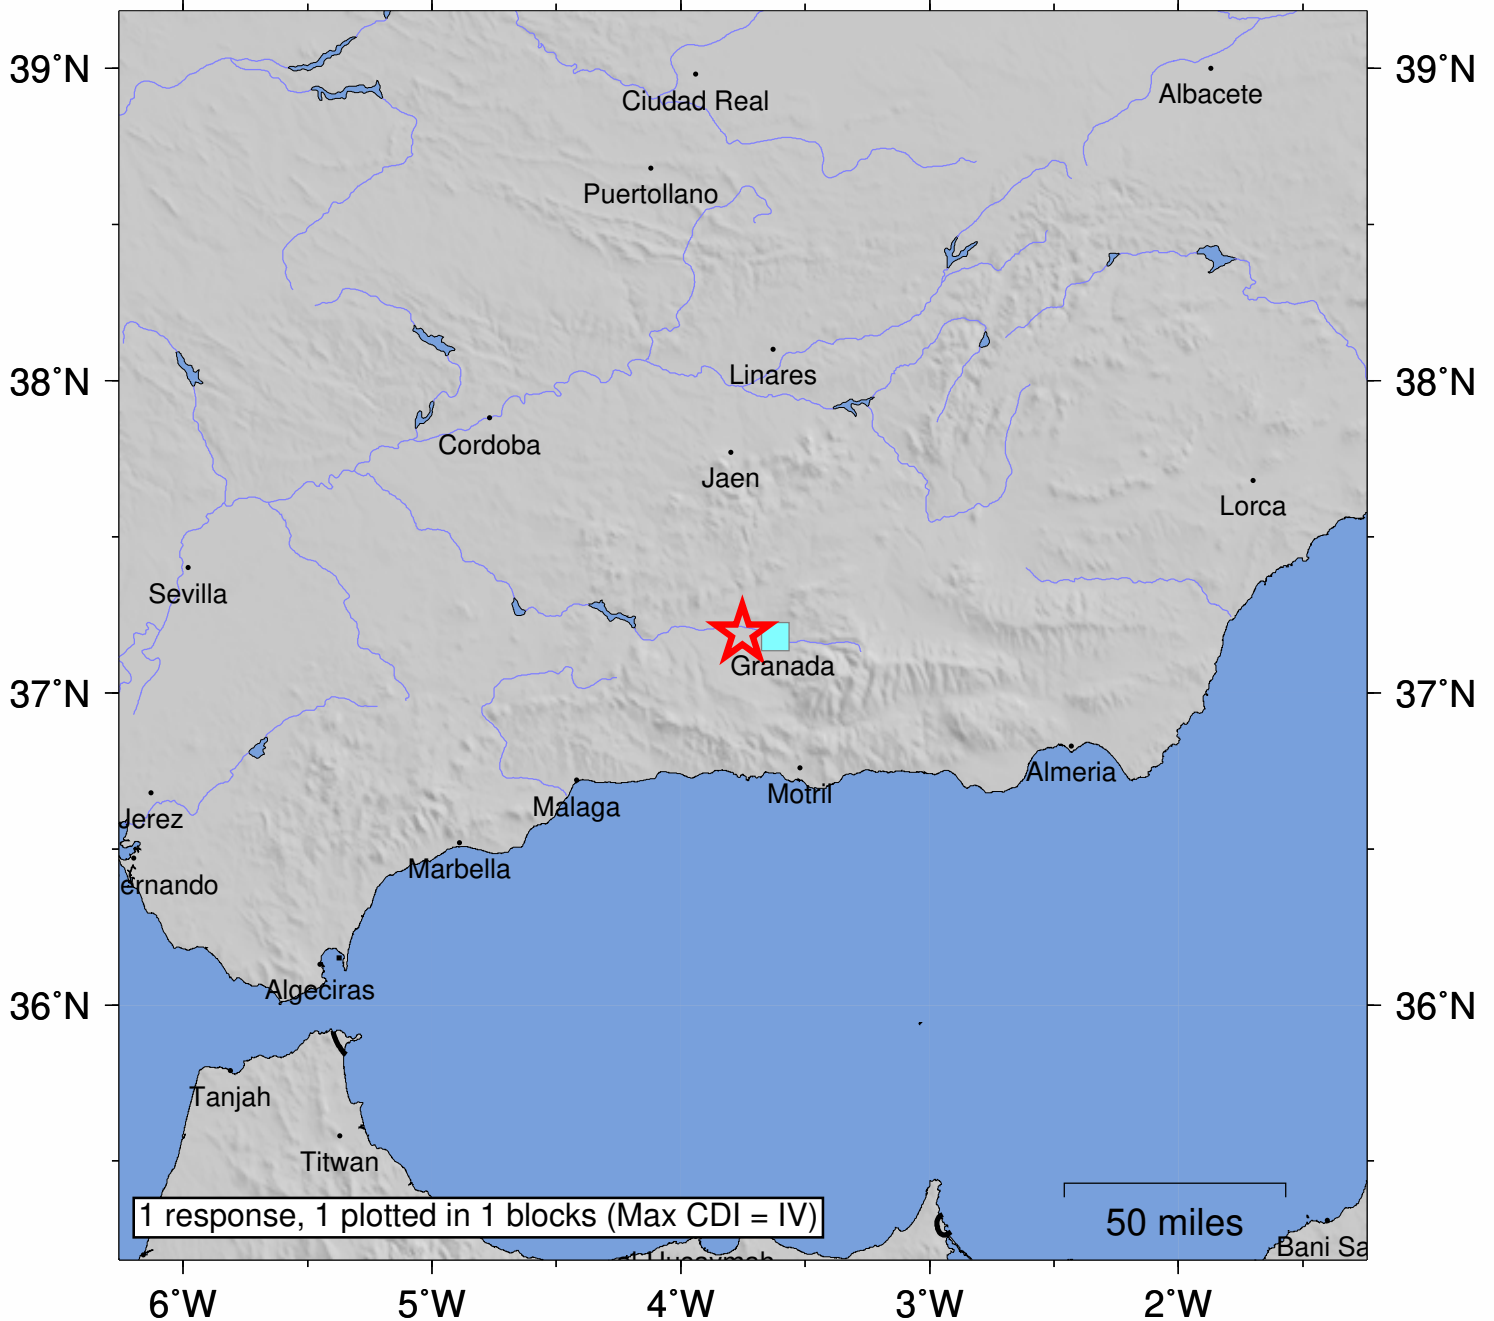 39°N
39°N
Ciudad Real
Albacete
Puertollano
38°N
Linares
38°N
Cordoba
Jaen
Lorca
Sevilla
Granada
37°N
37°N
Almeria
Motril
Malaga
Jerez
Marbella
ernando
Algeciras
36°N
36°N
Tanjah
Titwan
1 response, 1 plotted in 1 blocks (Max CDI = IV)
50 miles
Bani Sa
6°W
5°W
4°W
3°W
2°W